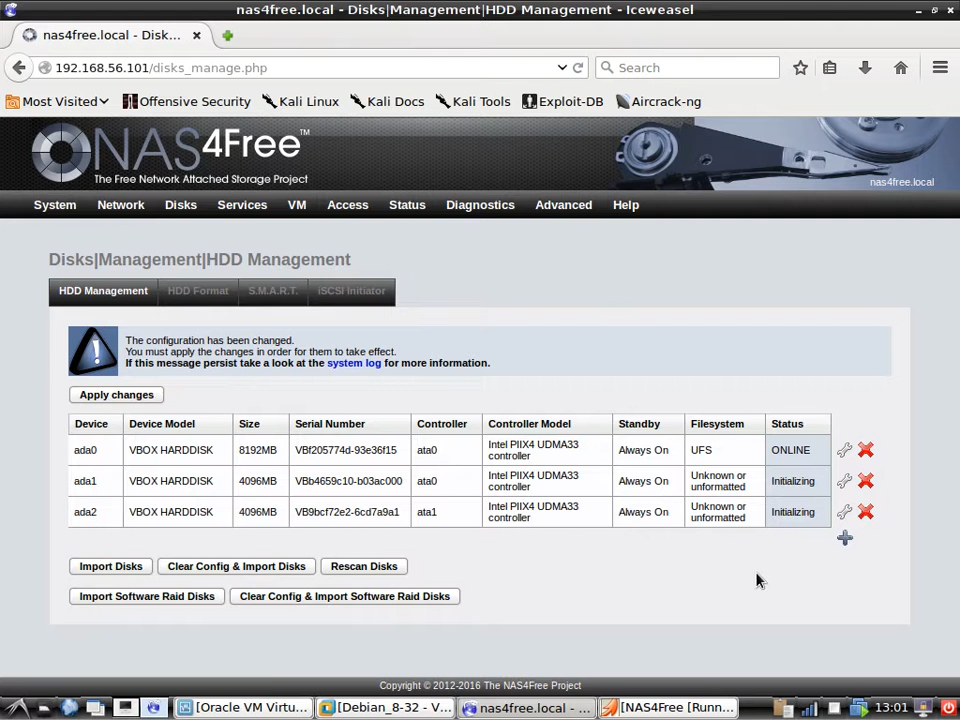 nas4free.local - Disks|Management|HDD Management - Iceweasel
nas4free.local - Disk...
192.168.56.101/disks_manage.php
Search
Most Visited
Offensive Security
Kali Linux
Kali Docs
Kali Tools
Exploit-DB
Aircrack-ng
NAS4Free™
The Free Network Attached Storage Project
nas4free.local
System Network Disks Services VM Access Status Diagnostics Advanced Help
Disks|Management|HDD Management
HDD Management HDD Format S.M.A.R.T. iSCSI Initiator
The configuration has been changed.
You must apply the changes in order for them to take effect.
If this message persist take a look at the system log for more information.
Apply changes
Device Device Model Size Serial Number Controller Controller Model Standby Filesystem Status
ada0 VBOX HARDDISK 8192MB VBf205774d-93e36f15 ata0 Intel PIIX4 UDMA33 controller Always On UFS ONLINE
ada1 VBOX HARDDISK 4096MB VBb4659c10-b03ac000 ata0 Intel PIIX4 UDMA33 controller Always On Unknown or unformatted Initializing
ada2 VBOX HARDDISK 4096MB VB9bcf72e2-6cd7a9a1 ata1 Intel PIIX4 UDMA33 controller Always On Unknown or unformatted Initializing
Import Disks Clear Config & Import Disks Rescan Disks
Import Software Raid Disks Clear Config & Import Software Raid Disks
Copyright © 2012-2016 The NAS4Free Project
[Oracle VM Virtu... [Debian_8-32 - V... nas4free.local - ... [NAS4Free [Runn... 13:01